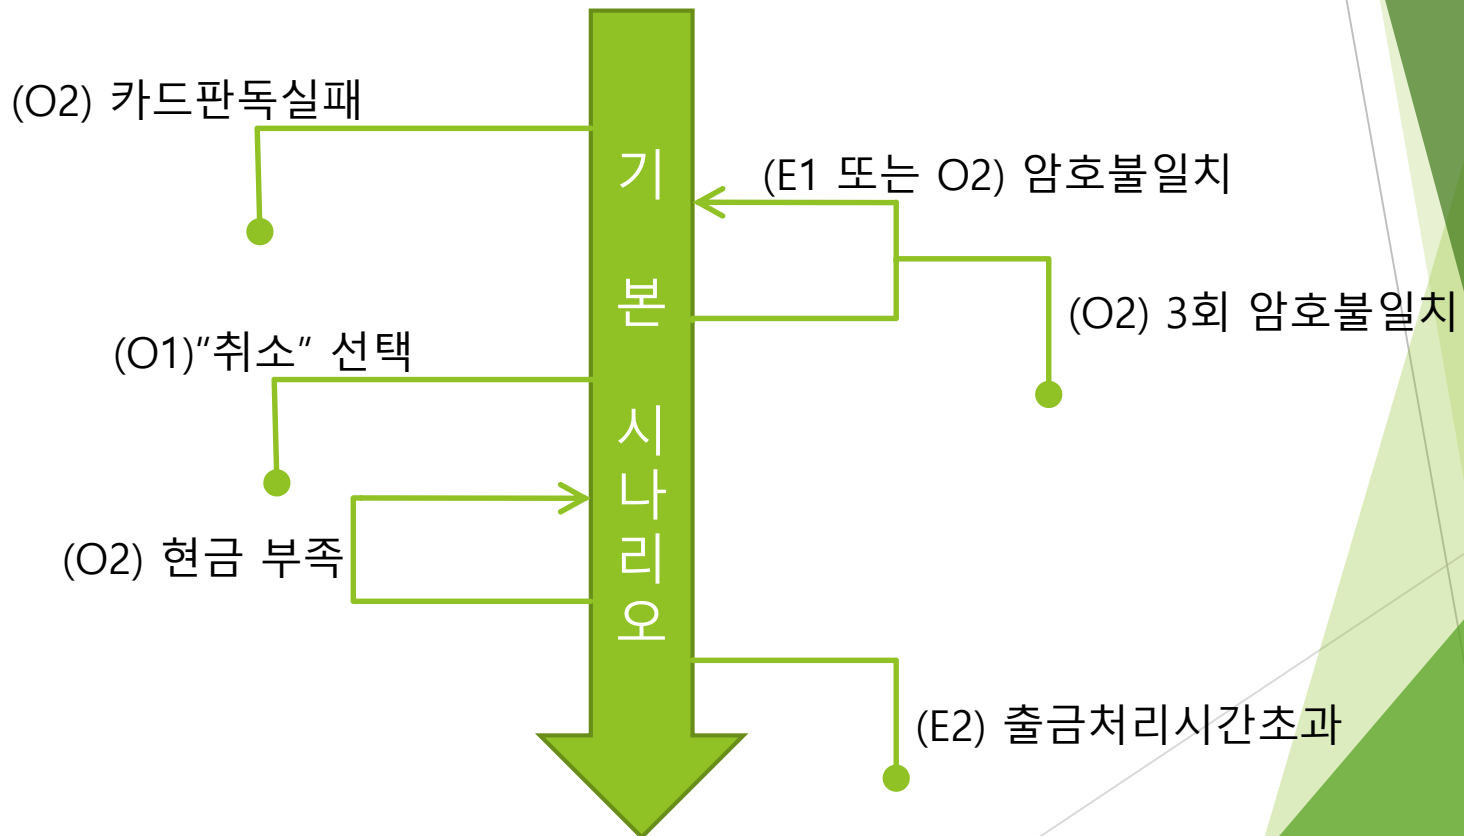 (O2) 카드판독실패
(E1 또는 O2) 암호불일치
(O2) 3회 암호불일치
(O1)”취소” 선택
(O2) 현금 부족
(E2) 출금처리시간초과
기
본
시
나
리
오